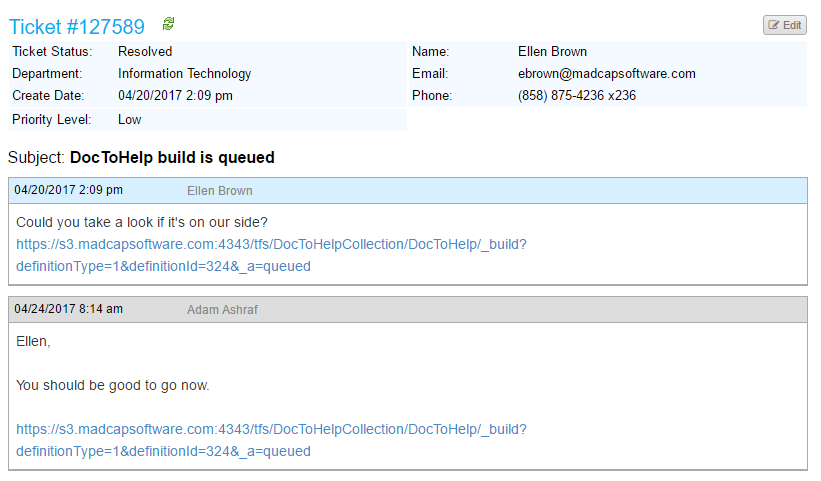 Ticket #127589
Edit
Ticket Status: Resolved Name: Ellen Brown
Department: Information Technology Email: ebrown@madcapsoftware.com
Create Date: 04/20/2017 2:09 pm Phone: (858) 875-4236 x236
Priority Level: Low
Subject: DocToHelp build is queued
04/20/2017 2:09 pm Ellen Brown
Could you take a look if it's on our side?
https://s3.madcapsoftware.com:4343/tfs/DocToHelpCollection/DocToHelp/_build?
definitionType=1&definitionId=324&_a=queued
04/24/2017 8:14 am Adam Ashraf
Ellen,
You should be good to go now.
https://s3.madcapsoftware.com:4343/tfs/DocToHelpCollection/DocToHelp/_build?
definitionType=1&definitionId=324&_a=queued